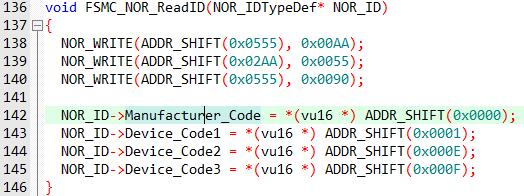 136 void FSMC_NOR_ReadID(NOR_IDTypeDef* NOR_ID)
137 {
138 NOR_WRITE(ADDR_SHIFT(0x0555), 0x00AA);
139 NOR_WRITE(ADDR_SHIFT(0x02AA), 0x0055);
140 NOR_WRITE(ADDR_SHIFT(0x0555), 0x0090);
141
142 NOR_ID->Manufacturer_Code = *(vu16 *) ADDR_SHIFT(0x0000);
143 NOR_ID->Device_Code1 = *(vu16 *) ADDR_SHIFT(0x0001);
144 NOR_ID->Device_Code2 = *(vu16 *) ADDR_SHIFT(0x000E);
145 NOR_ID->Device_Code3 = *(vu16 *) ADDR_SHIFT(0x000F);
146 }